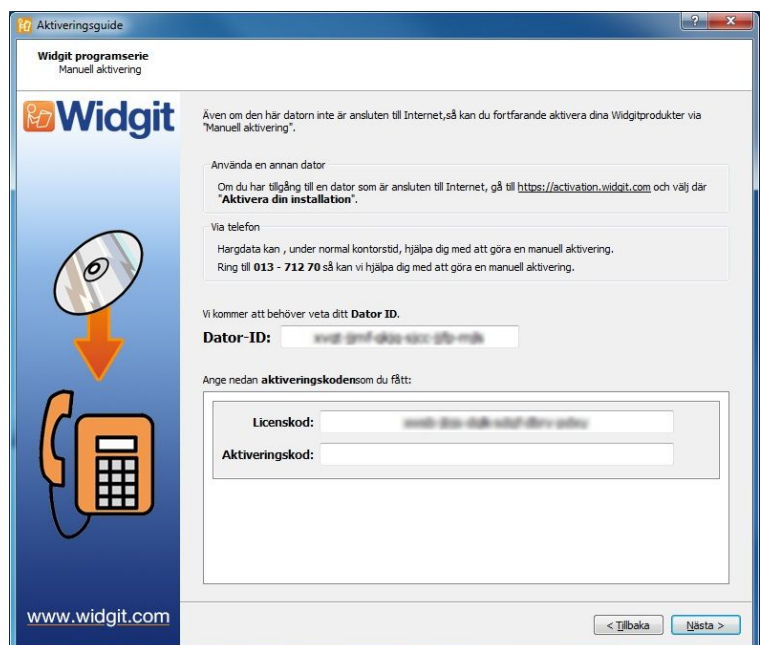 Aktiveringsguide
Widgit programserie
Manuell aktivering
Widgit
Även om den här datorn inte är ansluten till Internet,så kan du fortfarande aktivera dina Widgitprodukter via
"Manuell aktivering".
Använda en annan dator
Om du har tillgång till en dator som är ansluten till Internet, gå till https://activation.widgit.com och välj där
"Aktivera din installation".
Via telefon
Hargdata kan , under normal kontorstid, hjälpa dig med att göra en manuell aktivering.
Ring till 013 - 712 70 så kan vi hjälpa dig med att göra en manuell aktivering.
Vi kommer att behöver veta ditt Dator ID.
Dator-ID:
Ange nedan aktiveringskodensom du fått:
Licenskod:
Aktiveringskod:
www.widgit.com
< Tillbaka
Nästa >